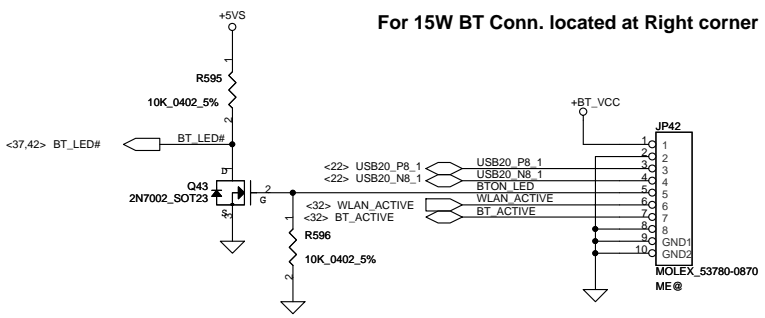 For 15W BT Conn. located at Right corner
+5VS
1
R595
10K_0402_5%
2
+BT_VCC
JP42
<37,42> BT_LED#
BT_LED#
1 1
2 2
<22> USB20_P8_1
USB20_P8_1
3 3
<22> USB20_N8_1
USB20_N8_1
4 4
BTON_LED
5 5
<32> WLAN_ACTIVE
WLAN_ACTIVE
6 6
<32> BT_ACTIVE
BT_ACTIVE
7 7
8 8
9 GND1
10 GND2
D
Q43
2N7002_SOT23
2
G
S
3
1
R596
10K_0402_5%
2
MOLEX_53780-0870
ME@